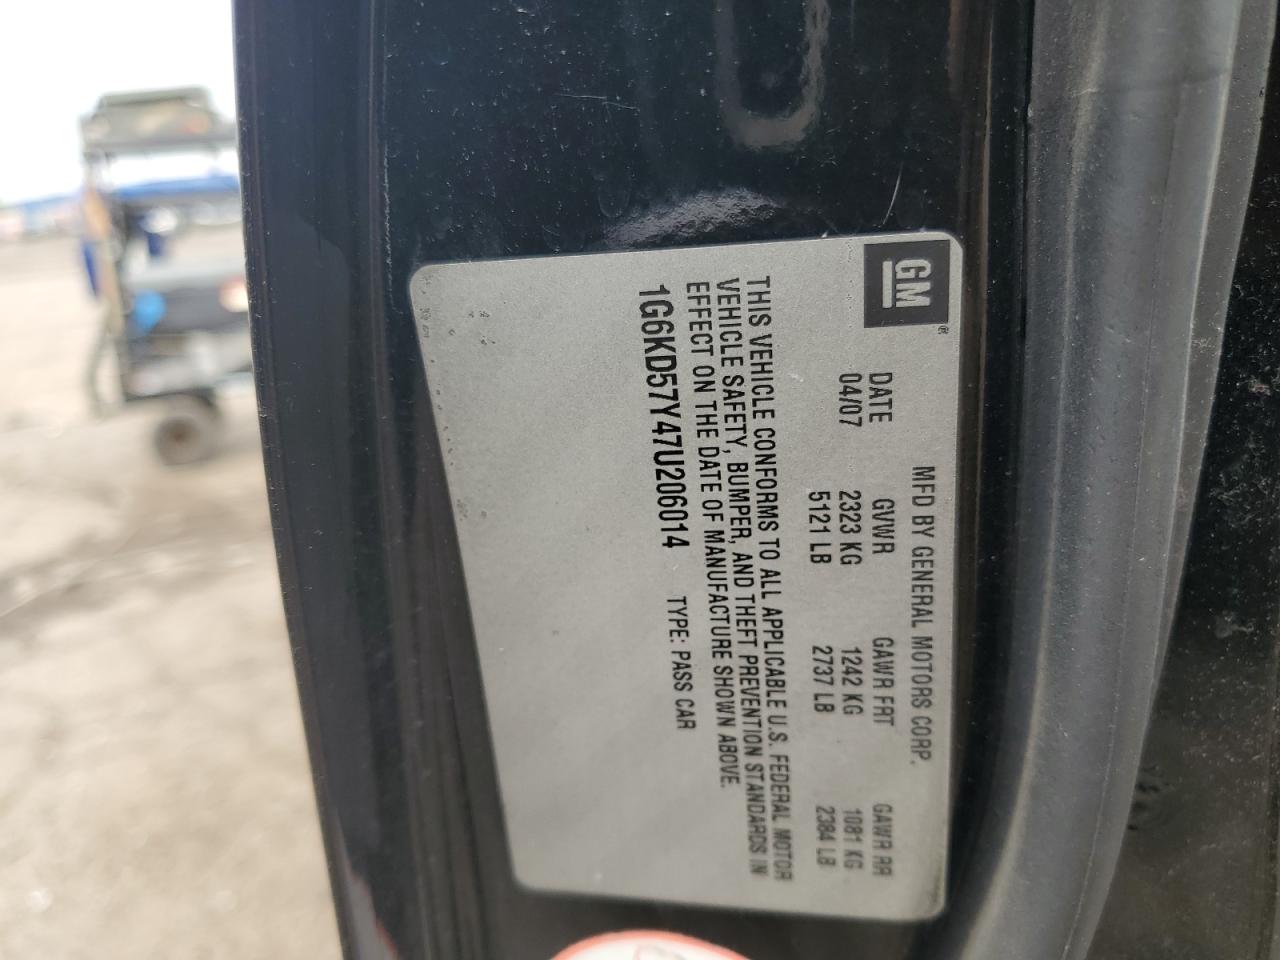 GM ®
MFD BY GENERAL MOTORS CORP.
DATE GVWR GAWR FRT GAWR RR
04/07 2323 KG 1242 KG 1081 KG
5121 LB 2737 LB 2384 LB
THIS VEHICLE CONFORMS TO ALL APPLICABLE U.S. FEDERAL MOTOR
VEHICLE SAFETY, BUMPER, AND THEFT PREVENTION STANDARDS IN
EFFECT ON THE DATE OF MANUFACTURE SHOWN ABOVE.
1G6KD57Y47U206014 TYPE: PASS CAR